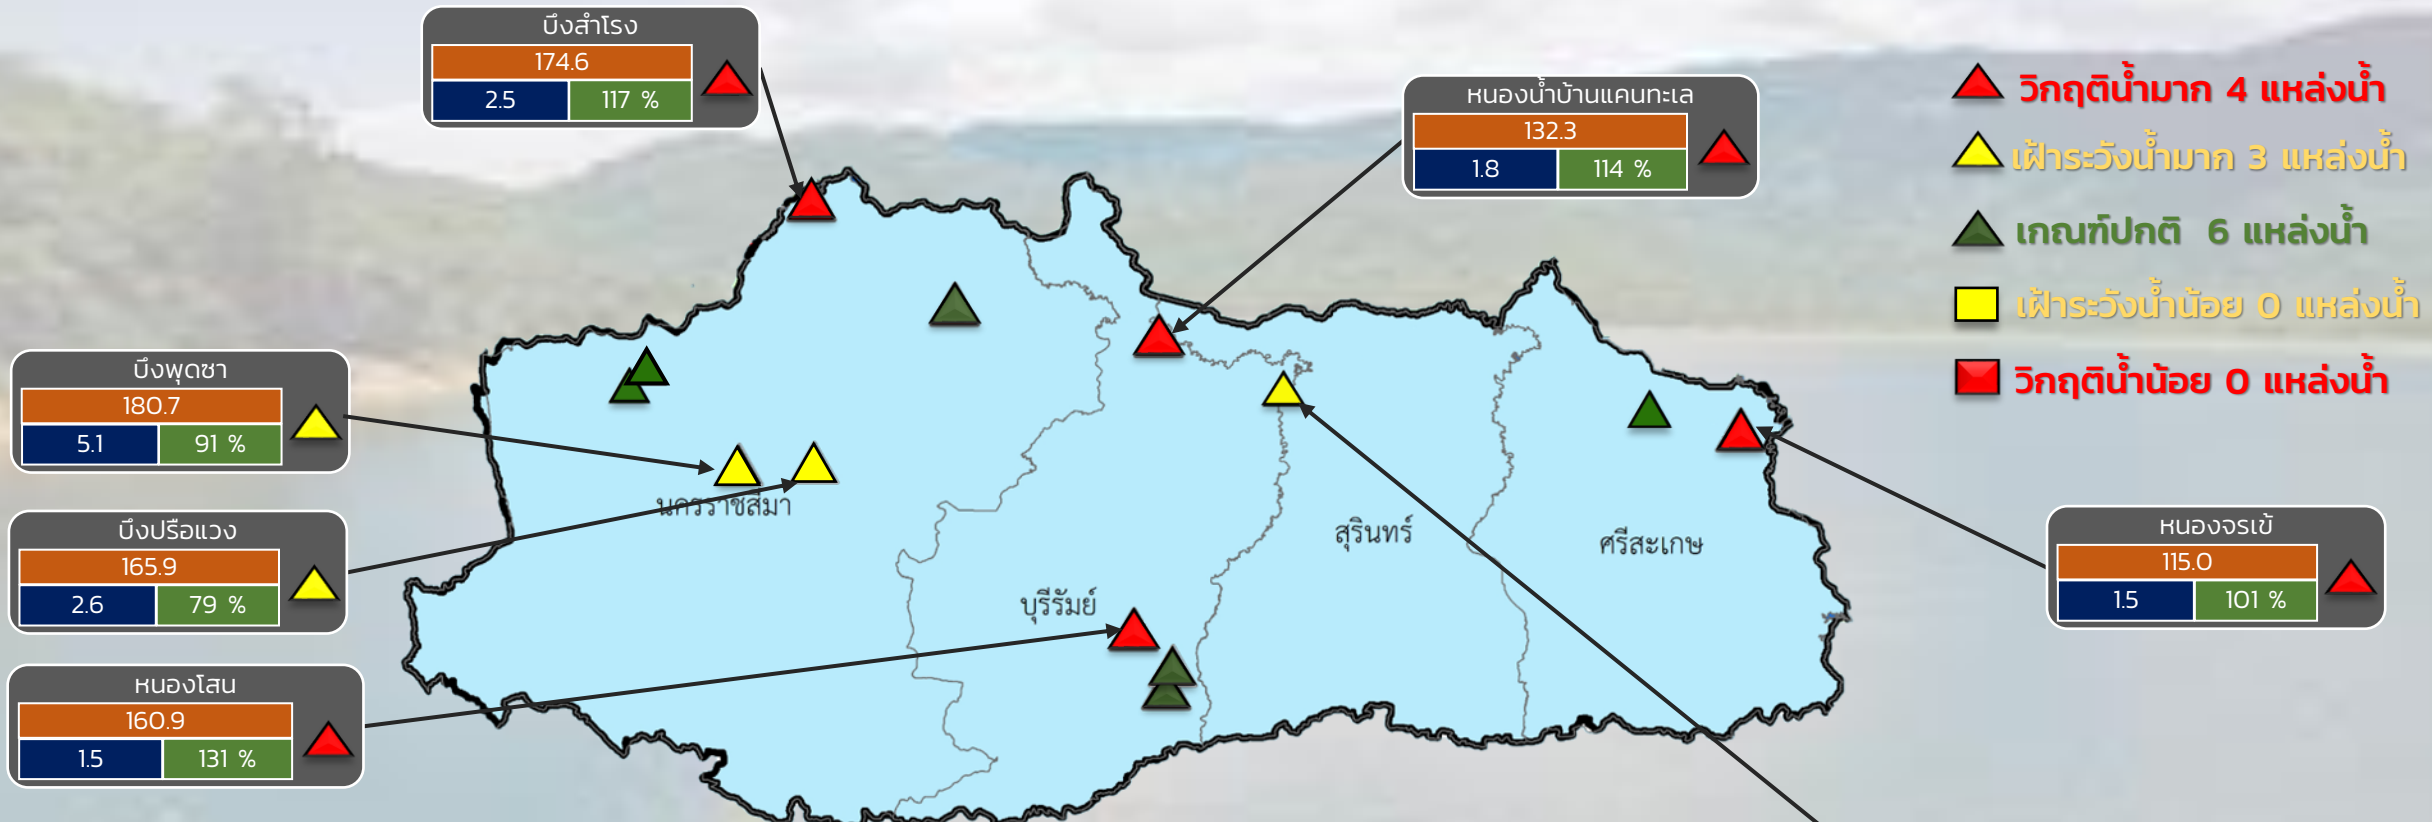 บึงสำโรง
174.6
2.5 117 %
หนองน้ำบ้านแคนทะเล
132.3
1.8 114 %
วิกฤติน้ำมาก 4 แหล่งน้ำ
เฝ้าระวังน้ำมาก 3 แหล่งน้ำ
เกณฑ์ปกติ 6 แหล่งน้ำ
เฝ้าระวังน้ำน้อย 0 แหล่งน้ำ
วิกฤติน้ำน้อย 0 แหล่งน้ำ
บึงพุดซา
180.7
5.1 91 %
บึงปรือแวง
165.9
2.6 79 %
หนองโสน
160.9
1.5 131 %
นครราชสีมา
บุรีรัมย์
สุรินทร์
ศรีสะเกษ
หนองจรเข้
115.0
1.5 101 %